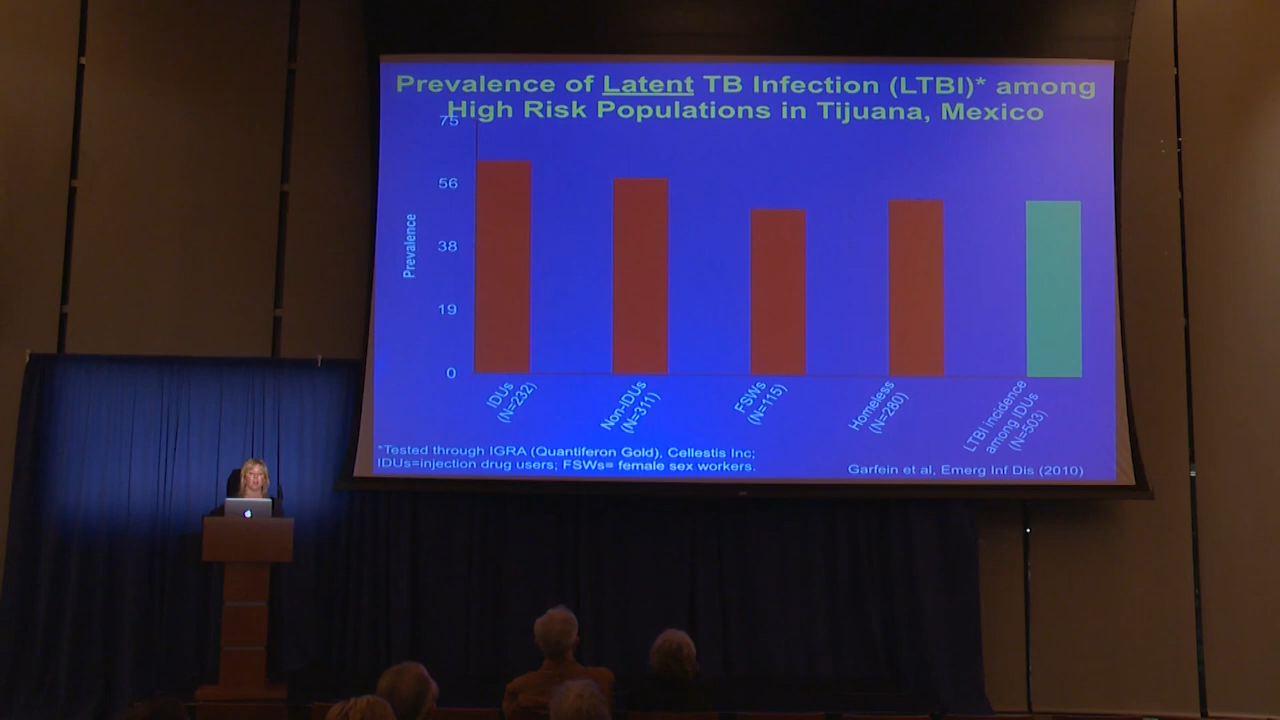 Prevalence of Latent TB Infection (LTBI)* among
High Risk Populations in Tijuana, Mexico
75
56
38
19
0
Prevalence
IDUs
(N=232)
Non-IDUs
(N=311)
FSWs
(N=115)
Homeless
(N=280)
LTBI incidence
among IDUs
(N=503)
*Tested through IGRA (Quantiferon Gold), Cellestis Inc;
IDUs=injection drug users; FSWs= female sex workers.
Garfein et al, Emerg Inf Dis (2010)